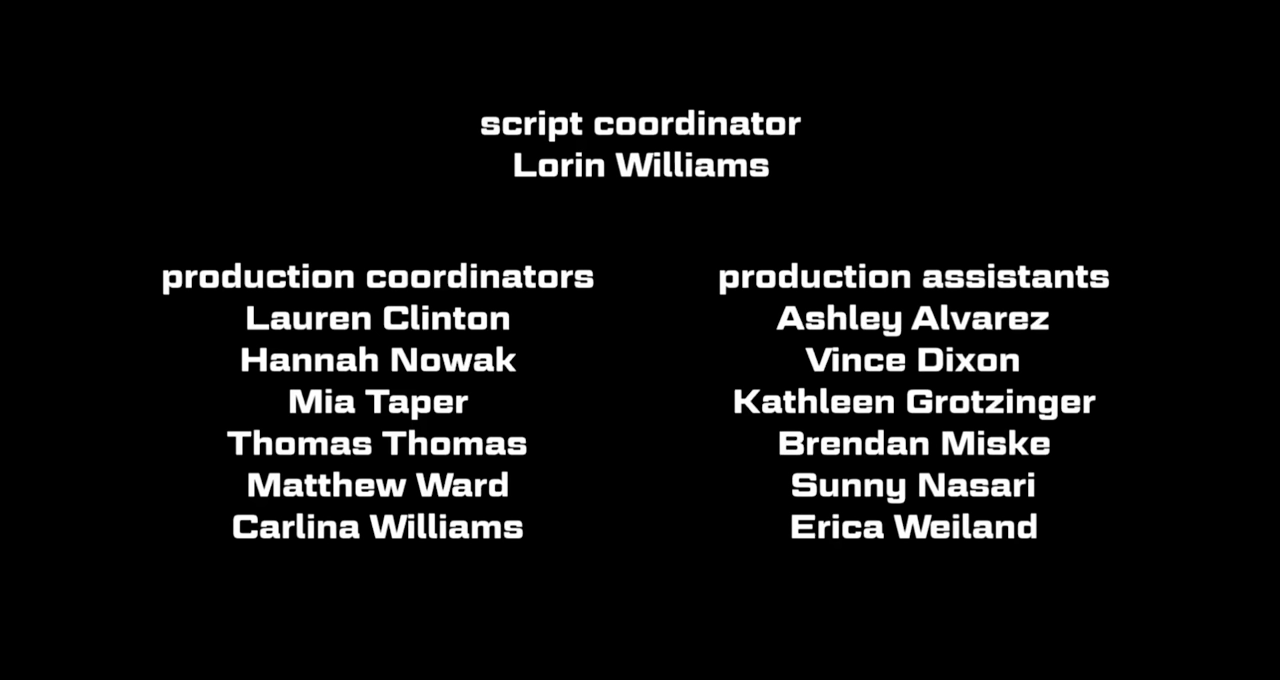 script coordinator
Lorin Williams
production coordinators
Lauren Clinton
Hannah Nowak
Mia Taper
Thomas Thomas
Matthew Ward
Carlina Williams
production assistants
Ashley Alvarez
Vince Dixon
Kathleen Grotzinger
Brendan Miske
Sunny Nasari
Erica Weiland